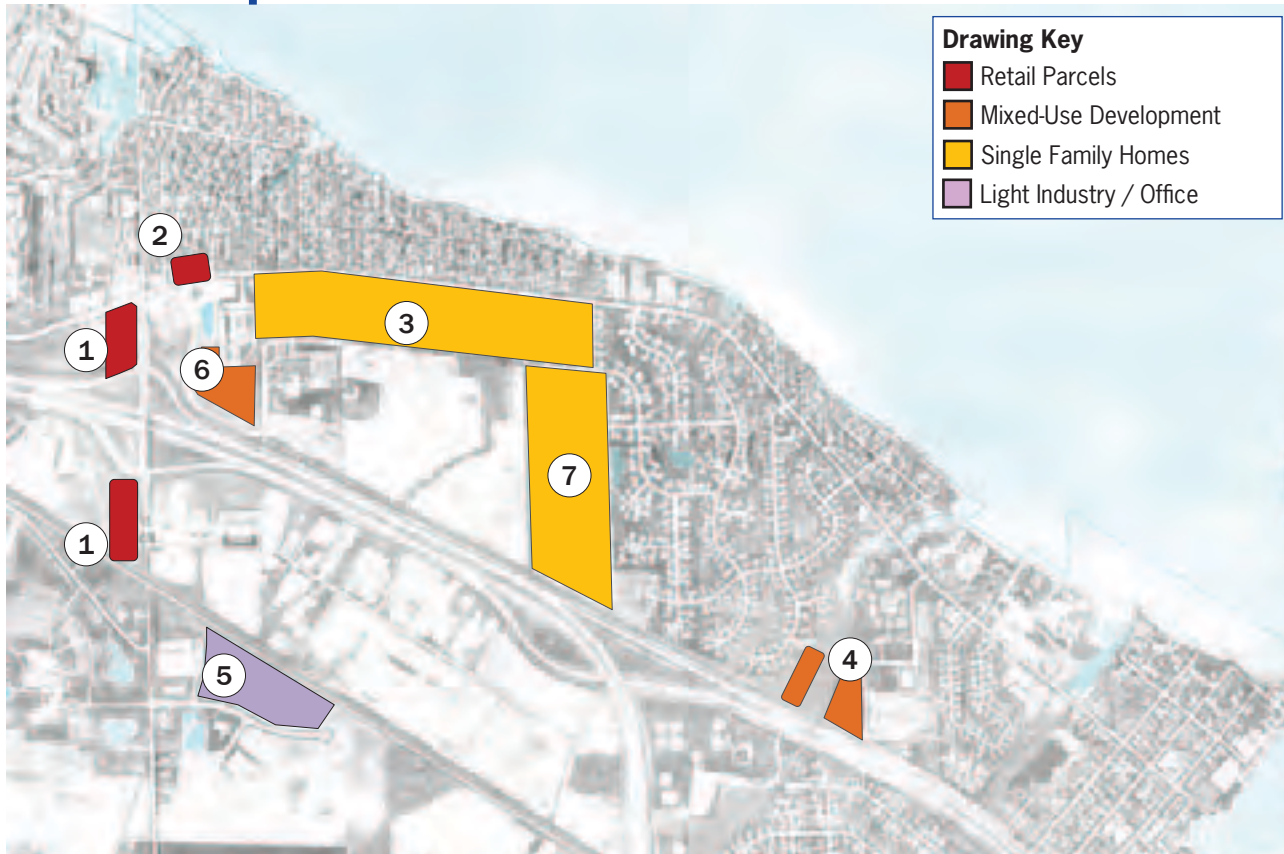 Drawing Key
Retail Parcels
Mixed-Use Development
Single Family Homes
Light Industry / Office
2
3
1
6
7
1
4
5